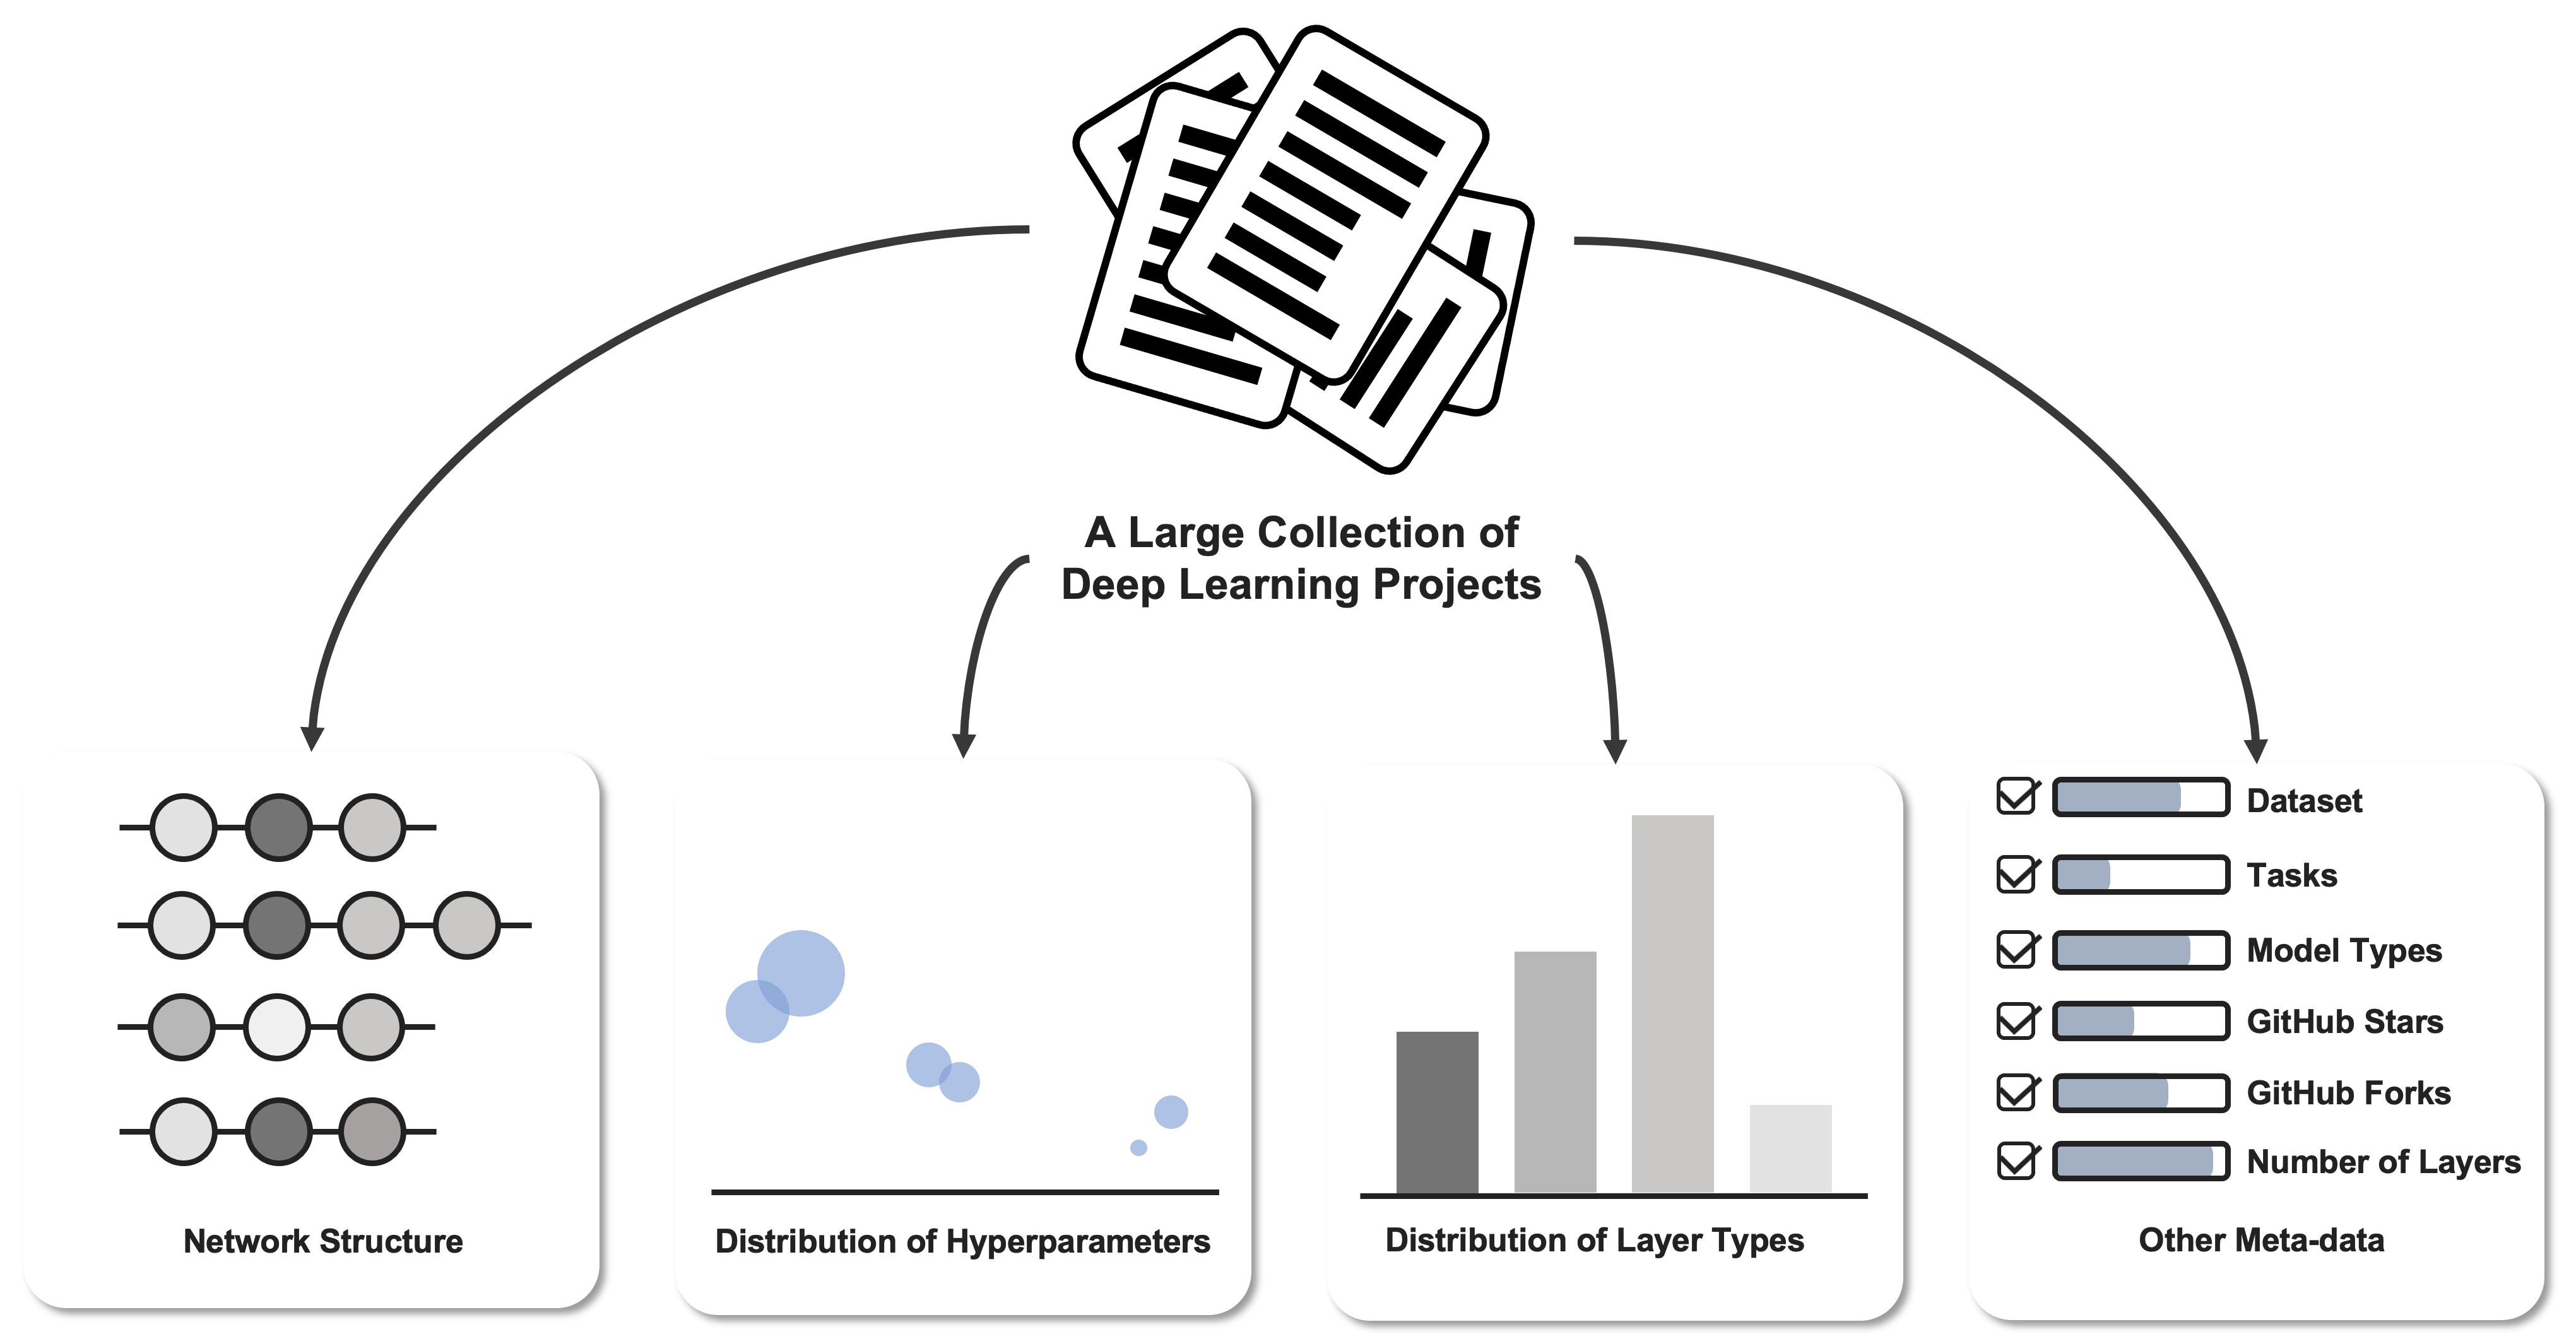 A Large Collection of
Deep Learning Projects
Network Structure
Distribution of Hyperparameters
Distribution of Layer Types
Dataset
Tasks
Model Types
GitHub Stars
GitHub Forks
Number of Layers
Other Meta-data